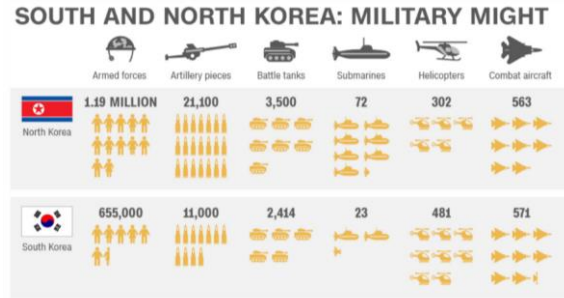 SOUTH AND NORTH KOREA: MILITARY MIGHT
Armed forces Artillery pieces Battle tanks Submarines Helicopters Combat aircraft
1.19 MILLION 21,100 3,500 72 302 563
North Korea
655,000 11,000 2,414 23 481 571
South Korea